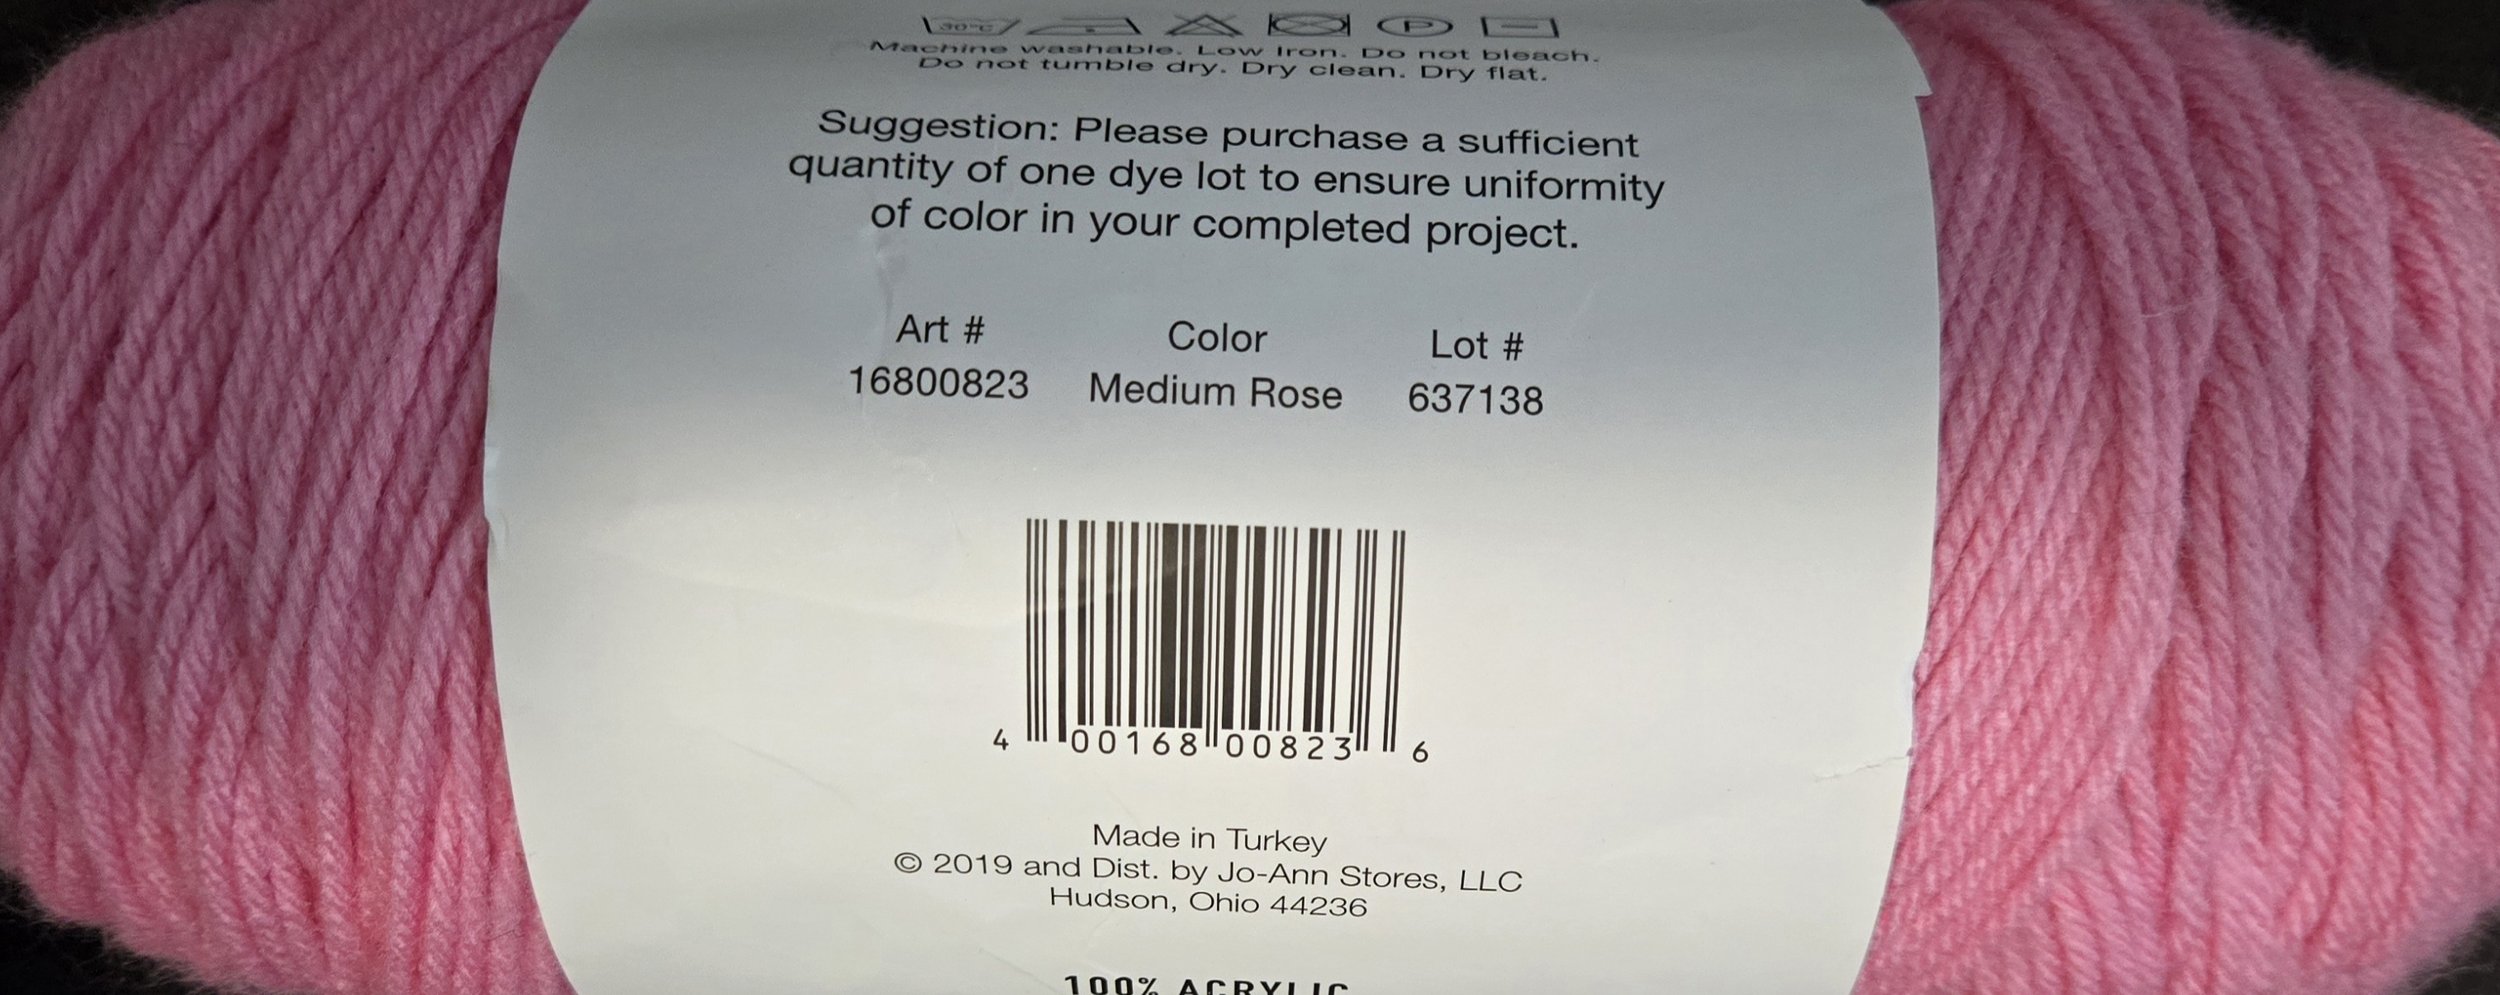 30°C P
Machine washable. Low Iron. Do not bleach.
Do not tumble dry. Dry clean. Dry flat.
Suggestion: Please purchase a sufficient
quantity of one dye lot to ensure uniformity
of color in your completed project.
Art # Color Lot #
16800823 Medium Rose 637138
4 00168 00823 6
Made in Turkey
© 2019 and Dist. by Jo-Ann Stores, LLC
Hudson, Ohio 44236
100% ACRYLIC